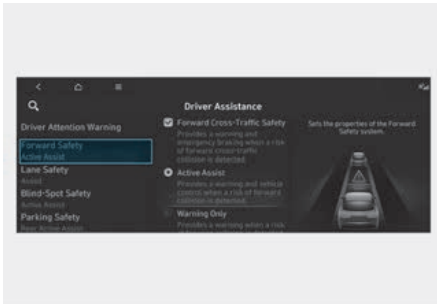 Driver Assistance
Driver Attention Warning
Forward Safety
Active Assist
Lane Safety
Assist
Blind-Spot Safety
Active Assist
Parking Safety
Rear Active Assist
Forward Cross-Traffic Safety
Provides a warning and
emergency braking when a risk
of forward cross-traffic
collision is detected.
Active Assist
Provides a warning and vehicle
control when a risk of forward
collision is detected.
Warning Only
Provides a warning when a risk
Sets the properties of the Forward
Safety system.